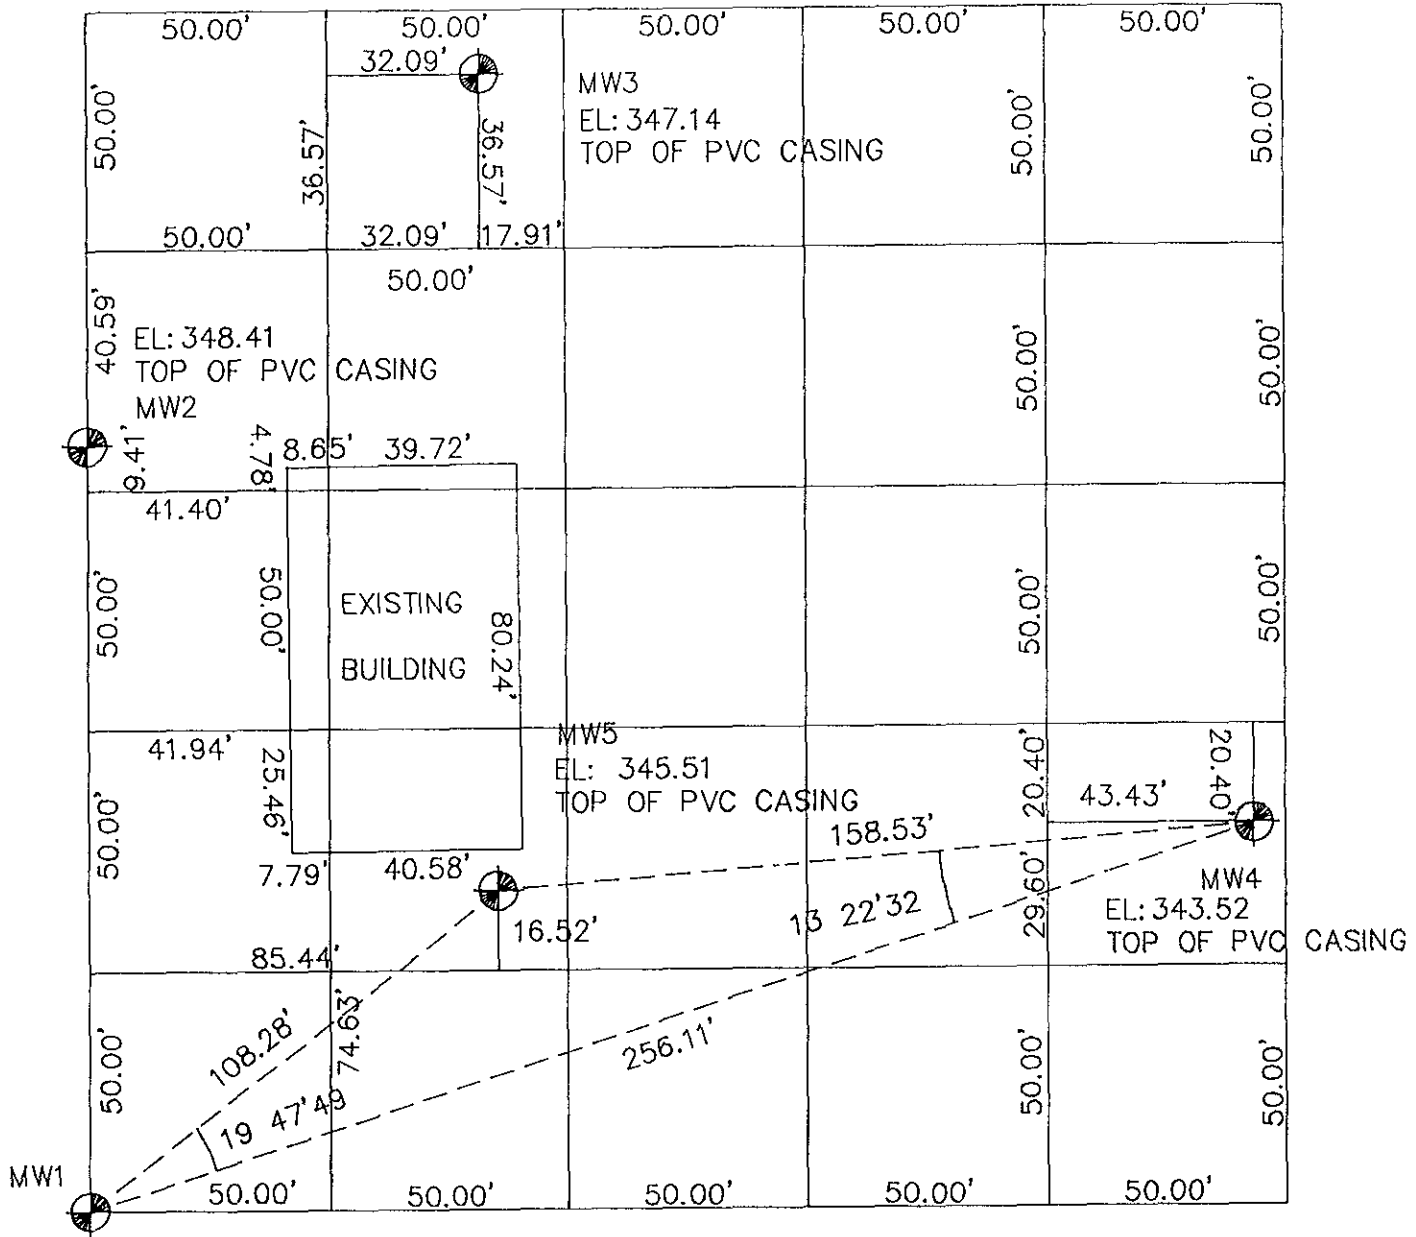 50.00' 50.00' 50.00' 50.00' 50.00'
32.09'
MW3
EL: 347.14
TOP OF PVC CASING
50.00' 36.57' 36.57' 50.00' 50.00'
50.00' 32.09' 17.91'
50.00'
40.59'
EL: 348.41
TOP OF PVC CASING
MW2
50.00' 50.00'
9.41' 4.78' 8.65' 39.72'
41.40'
50.00' 50.00' EXISTING
BUILDING
80.24' 50.00' 50.00'
41.94' 25.46'
MW5
EL: 345.51
TOP OF PVC CASING
20.40' 43.43' 20.40'
158.53'
50.00' 7.79' 40.58'
13 22'32
29.60'
MW4
EL: 343.52
TOP OF PVC CASING
16.52'
85.44'
50.00' 108.28' 74.63' 256.11' 50.00' 50.00'
19 47'49
MW1
50.00' 50.00' 50.00' 50.00' 50.00'